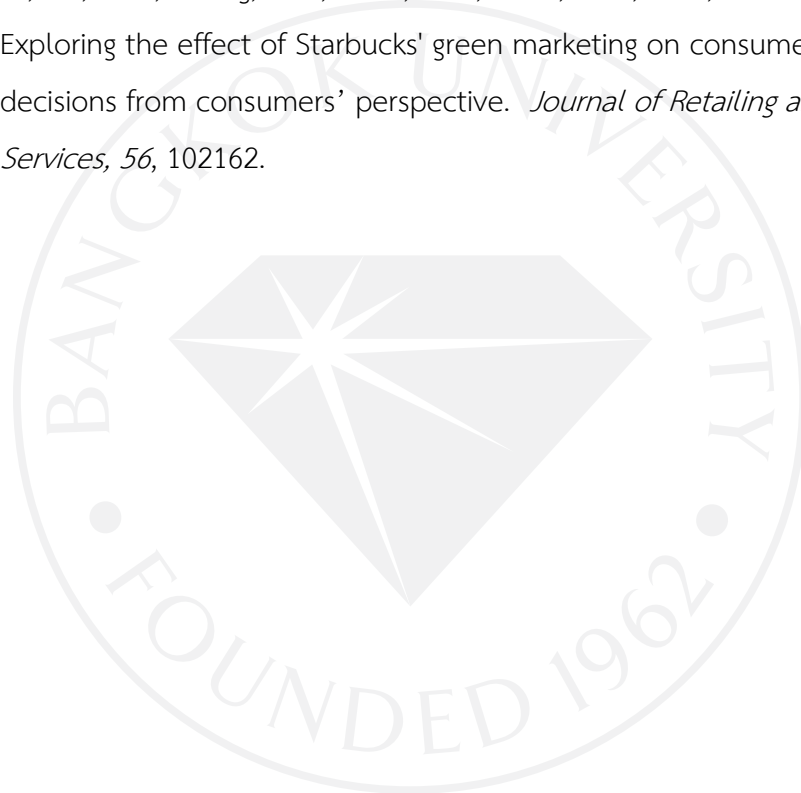 Exploring the effect of Starbucks' green marketing on consume
decisions from consumers’ perspective. Journal of Retailing a
Services, 56, 102162.
BANGKOK UNIVERSITY
FOUNDED 1962